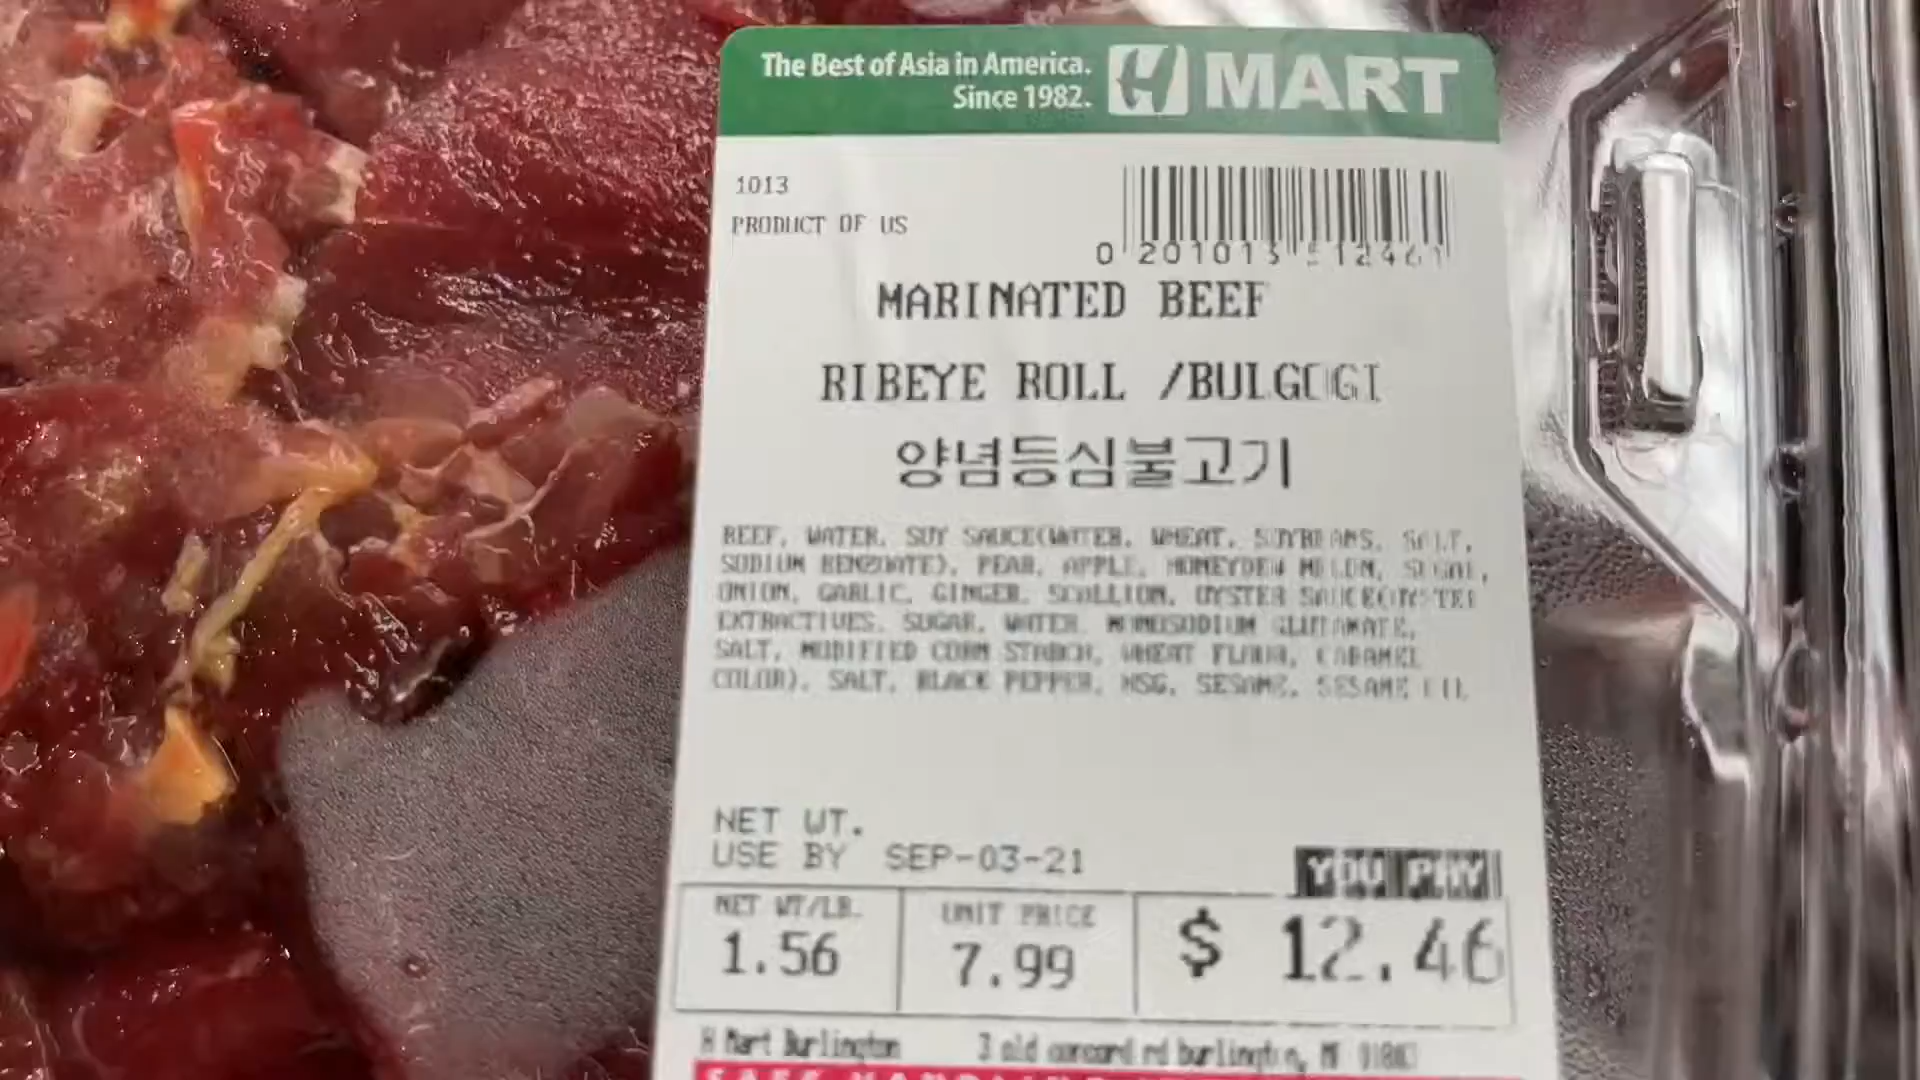 The Best of Asia in America.
Since 1982.
H MART
1013
PRODUCT OF US
MARINATED BEEF
RIBEYE ROLL /BULGOGI
양념등심불고기
BEEF, WATER, SOY SAUCE(WATER, WHEAT, SOYBEANS, SALT,
SODIUM BENZOATE), PEAR, APPLE, HONEYDEW MELON, SUGAR,
ONION, GARLIC, GINGER, SCALLION, OYSTER SAUCE(OYSTER
EXTRACTIVES, SUGAR, WATER, MONOSODIUM GLUTAMATE,
SALT, MODIFIED CORN STARCH, WHEAT FLOUR, CARAMEL
COLOR), SALT, BLACK PEPPER, MSG, SESAME, SESAME OIL
NET WT.
USE BY SEP-03-21
YOU PAY
NET WT/LB. UNIT PRICE
1.56 7.99 $ 12.46
H Mart Burlington 3 old concord rd burlington, M